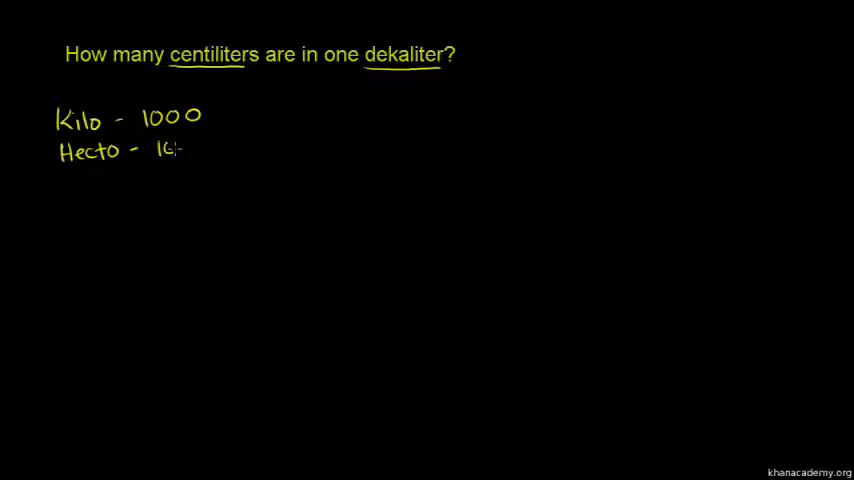 How many centiliters are in one dekaliter?
Kilo - 1000
Hecto -
khanacademy.org